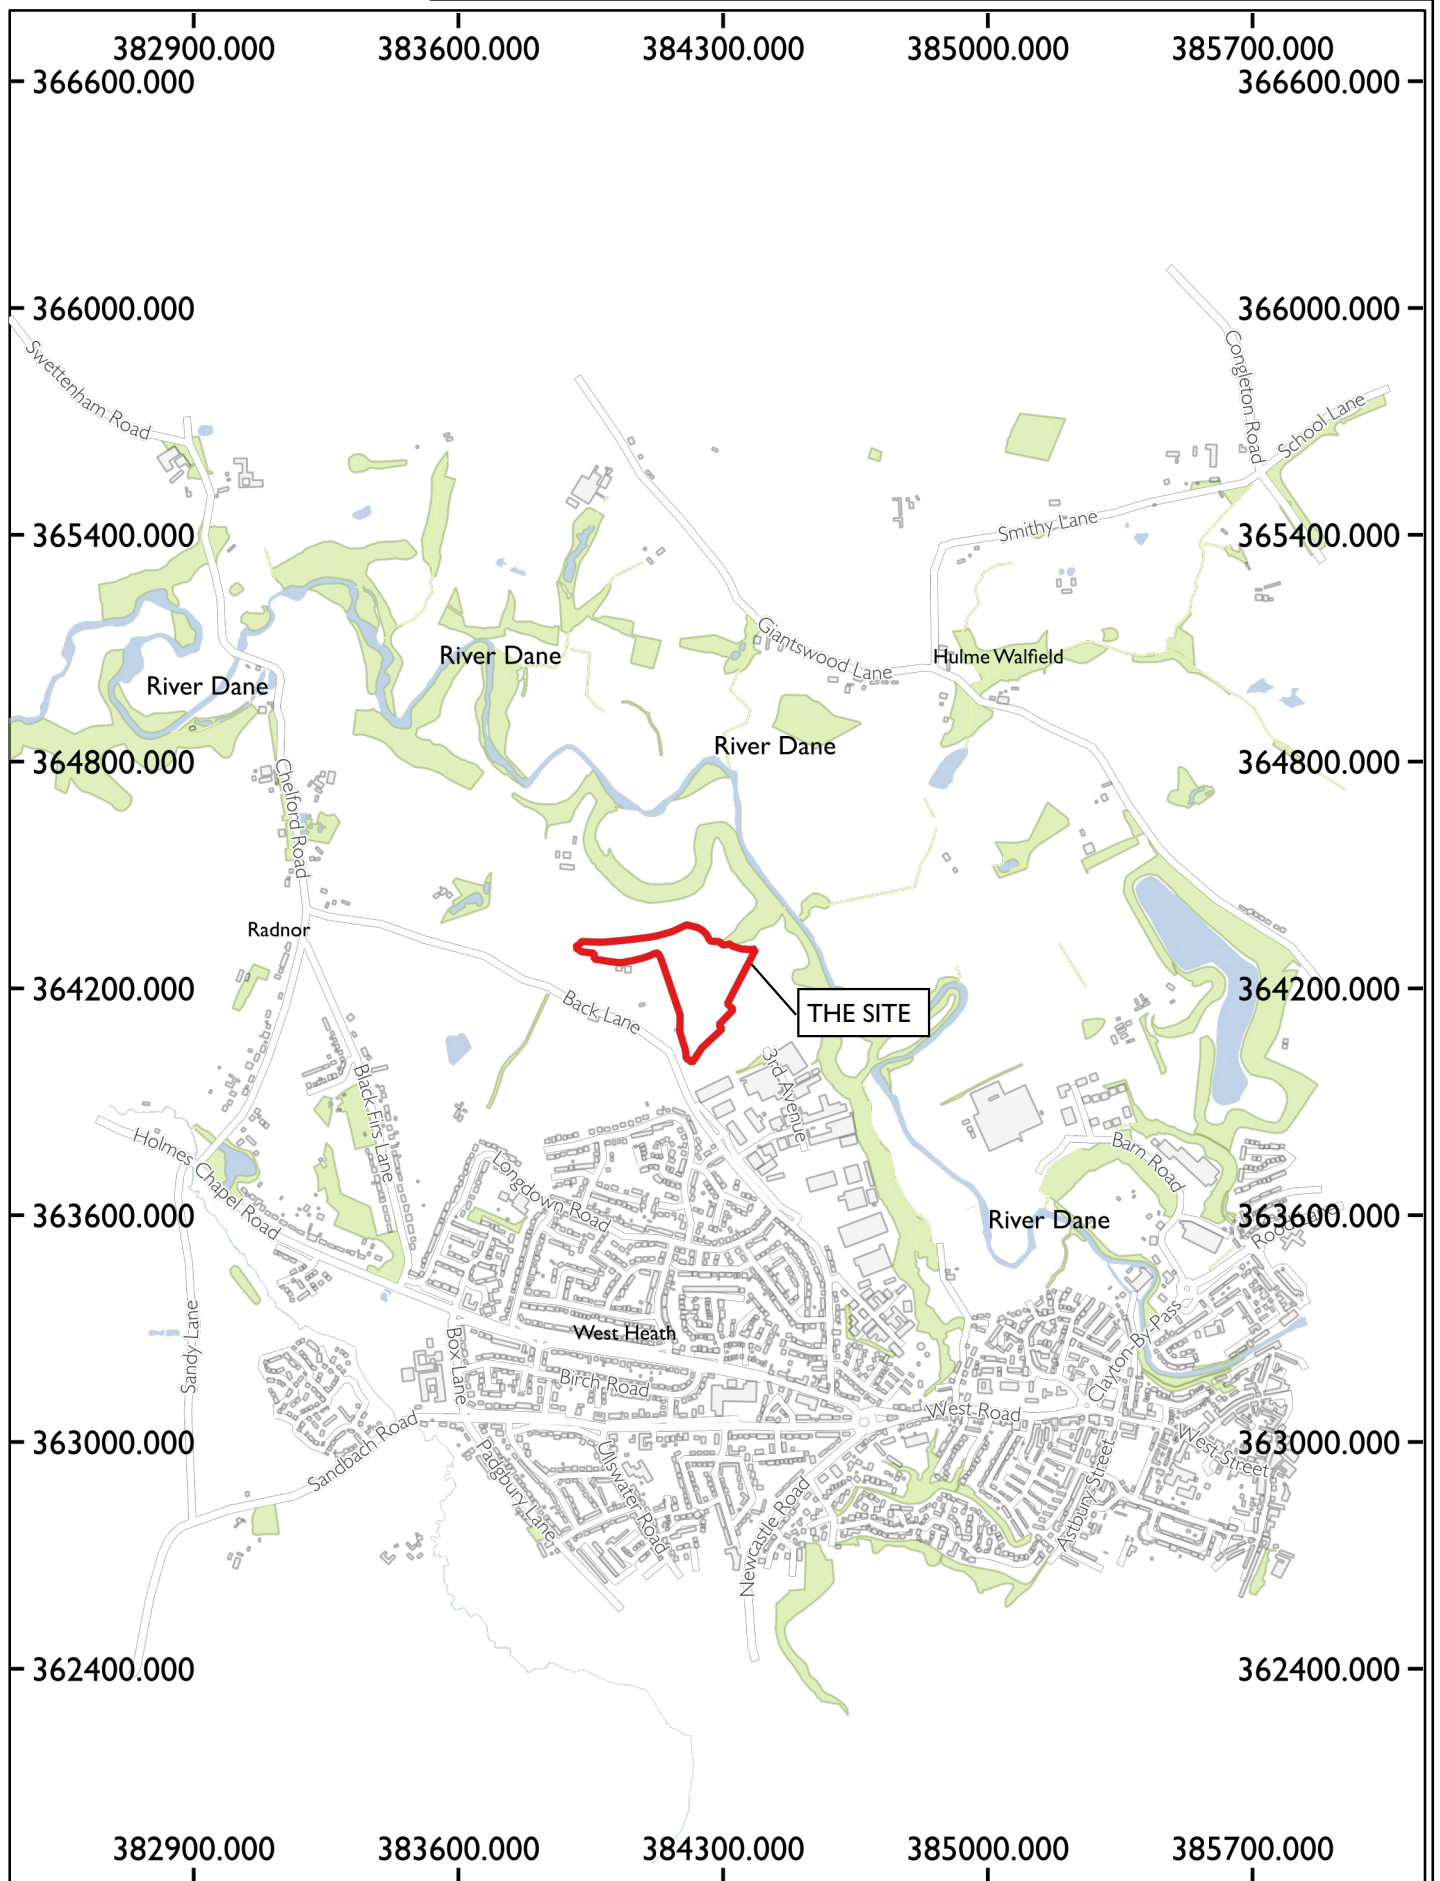 382900.000 383600.000 384300.000 385000.000 385700.000
366600.000 366600.000
366000.000 366000.000
Swettenham Road
Congleton Road
School Lane
365400.000 365400.000
Smithy Lane
Giantswood Lane
River Dane
Hulme Walfield
River Dane
River Dane
364800.000 364800.000
Chelford Road
Radnor
364200.000 364200.000
Back Lane
THE SITE
3rd Avenue
Black Firs Lane
Holmes Chapel Road
Barn Road
Longdown Road
363600.000 363600.000
River Dane
Sandy Lane
West Heath
Box Lane
Clayton-By-Pass
Birch Road
West Road
Sandbach Road
363000.000 363000.000
West Street
Padgbury Lane
Ullswater Road
Astbury Street
Newcastle Road
362400.000 362400.000
382900.000 383600.000 384300.000 385000.000 385700.000